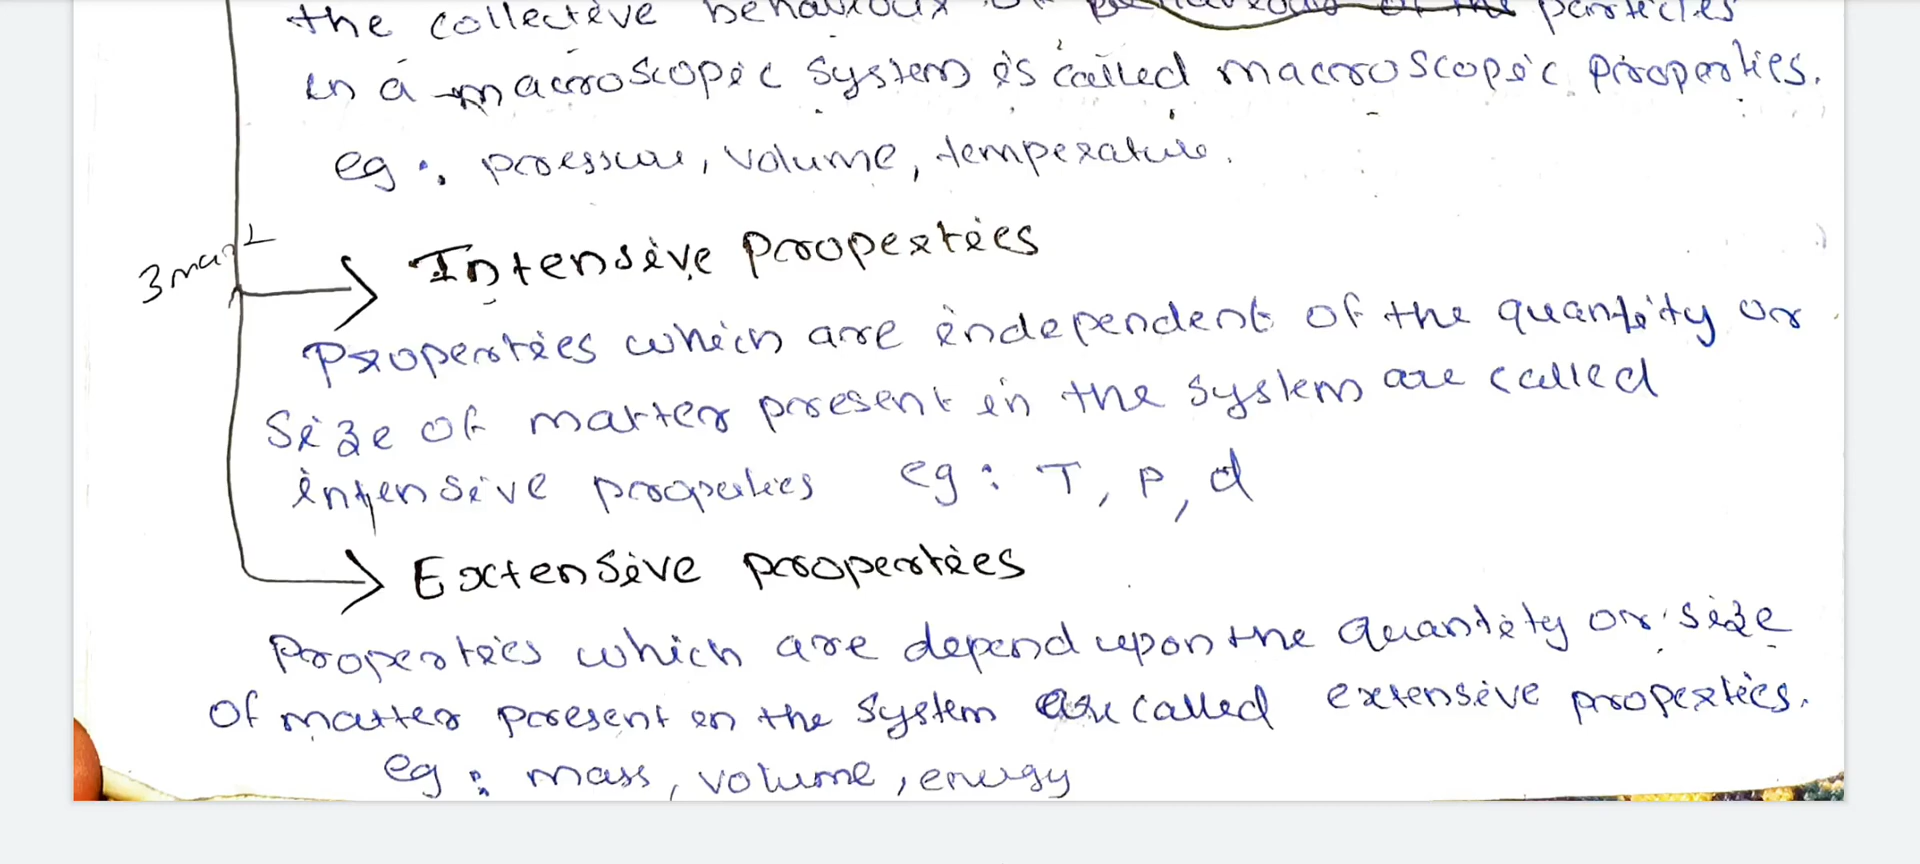 the collective behaviour of particles
in a macroscopic system is called macroscopic properties.
eg : pressure, volume, temperature.
3 mark
Intensive properties
Properties which are independent of the quantity or
size of matter present in the system are called
intensive properties eg : T, P, d
Extensive properties
Properties which are depend upon the quantity or size
of matter present in the system are called extensive properties.
eg : mass, volume, energy